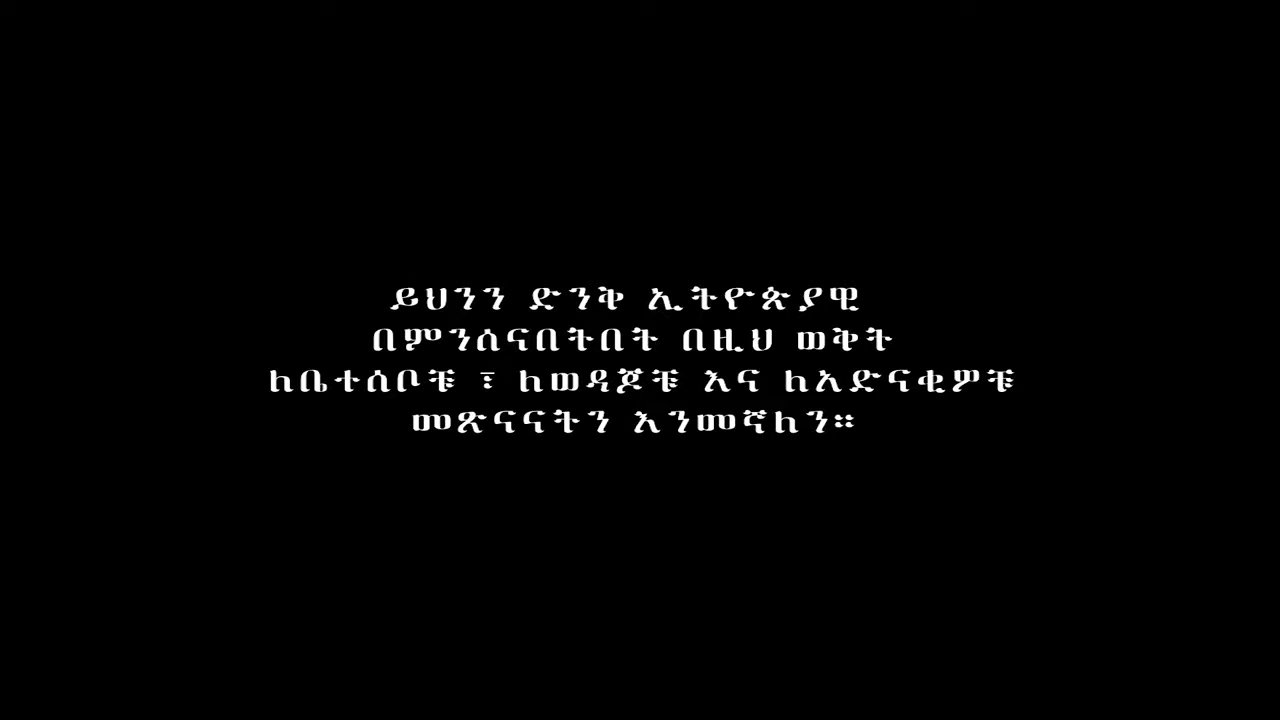 ይህንን ድንቅ ኢትዮጵያዊ
በምንሰናበትበት በዚህ ወቅት
ለቤተሰቦቹ ፣ ለወዳጆቹ እና ለአድናቂዎቹ
መጽናናትን እንመኛለን።